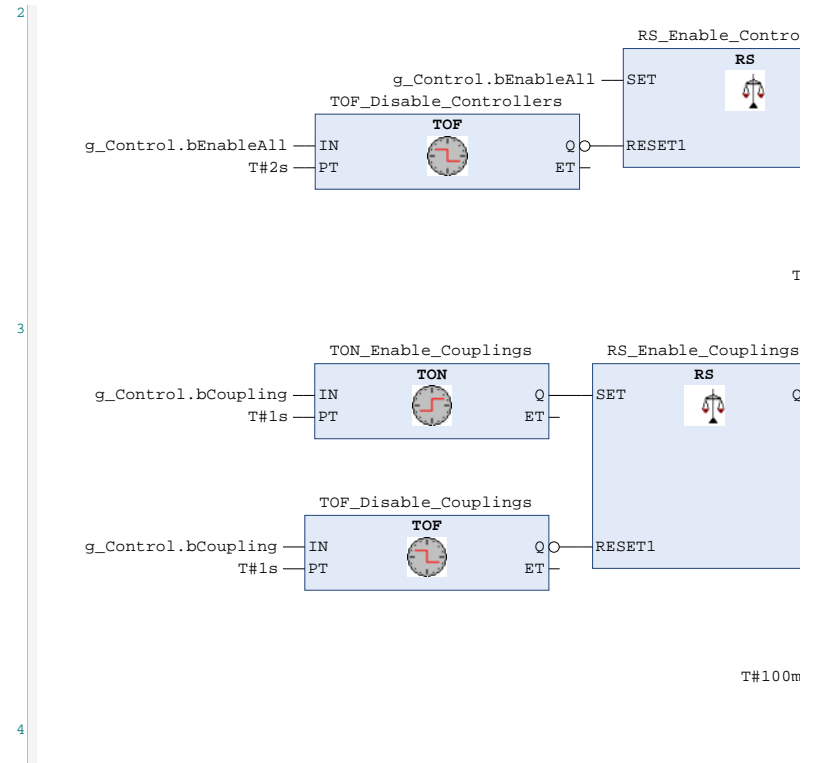 2
RS_Enable_Contro
RS
g_Control.bEnableAll SET
TOF_Disable_Controllers
TOF
g_Control.bEnableAll IN Q RESET1
T#2s PT ET
T
3
TON_Enable_Couplings RS_Enable_Couplings
TON RS
g_Control.bCoupling IN Q SET Q
T#1s PT ET
TOF_Disable_Couplings
TOF
g_Control.bCoupling IN Q RESET1
T#1s PT ET
T#100m
4